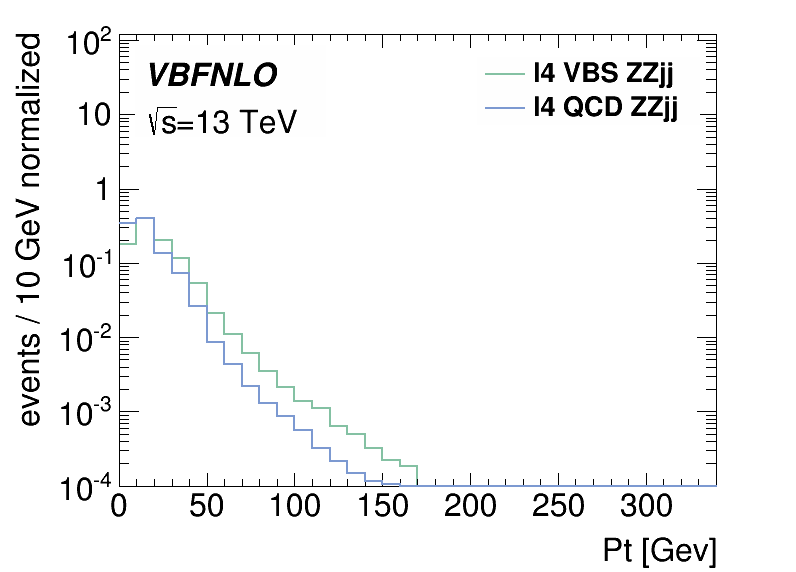 events / 10 GeV normalized
VBFNLO
√s=13 TeV
l4 VBS ZZjj
l4 QCD ZZjj
10²
10
1
10⁻¹
10⁻²
10⁻³
10⁻⁴
0 50 100 150 200 250 300
Pt [Gev]